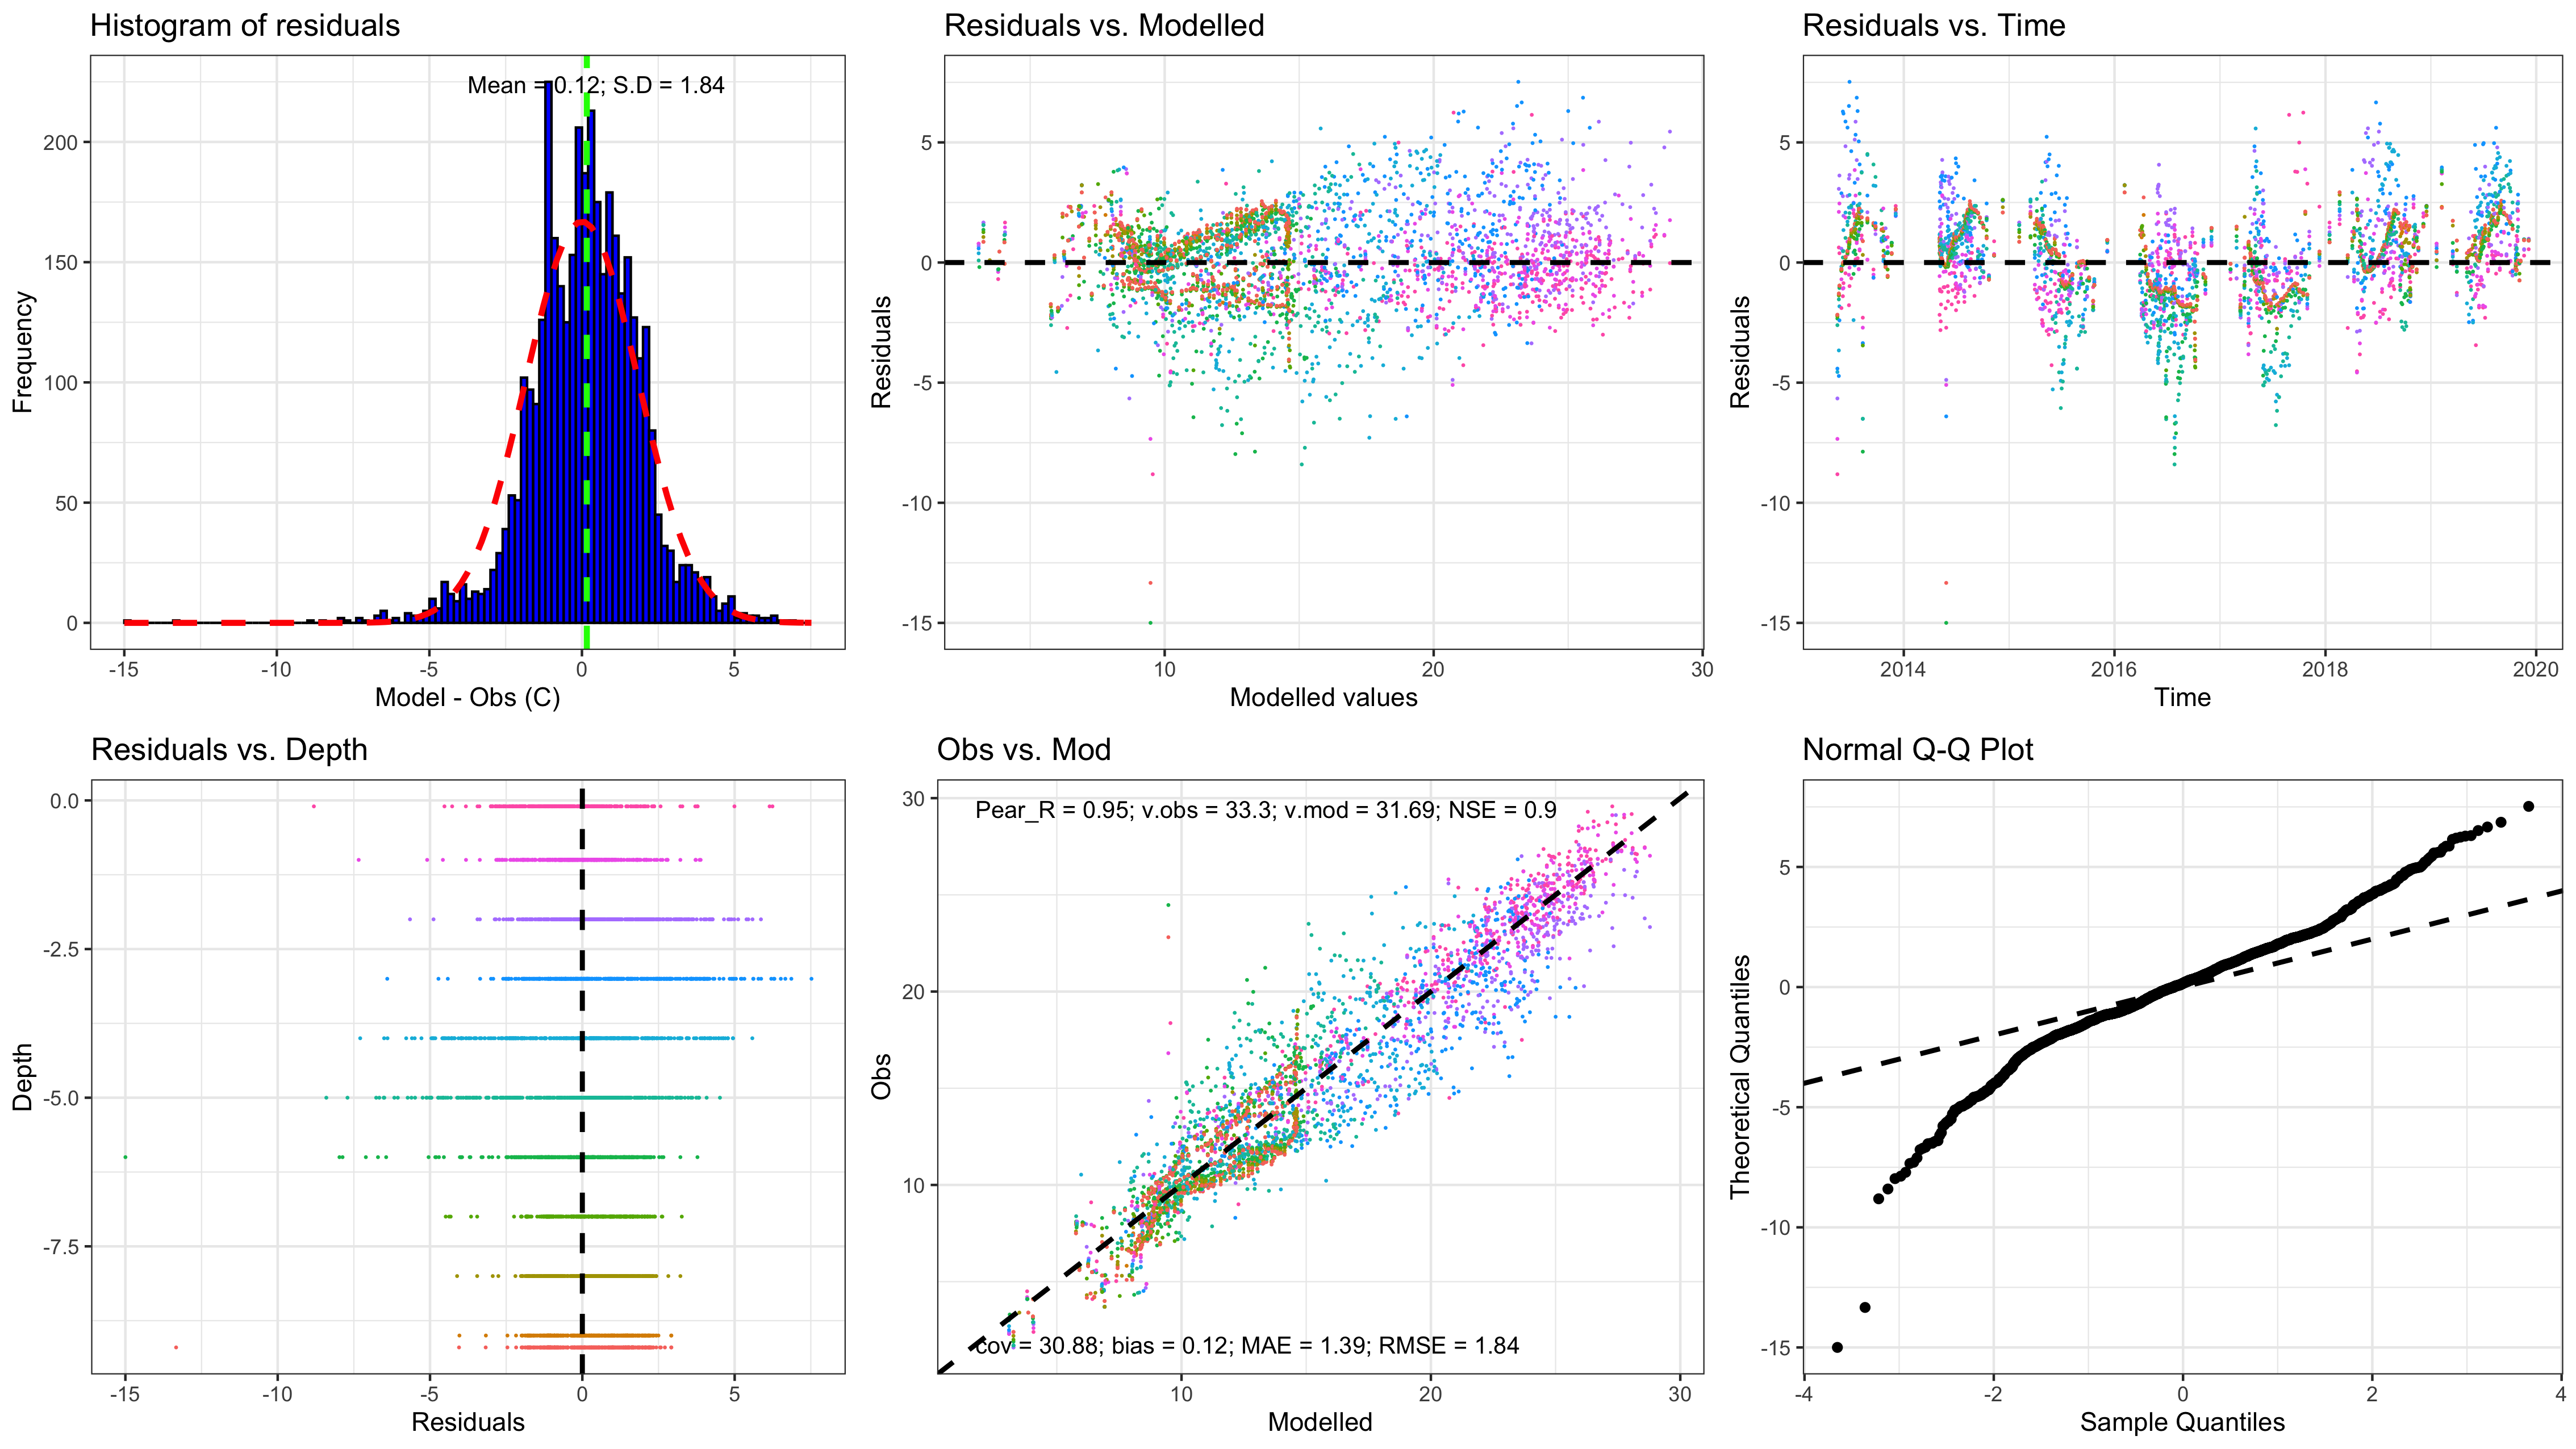 Histogram of residuals
Mean = 0.12; S.D = 1.84
Frequency
200
150
100
50
0
-15 -10 -5 0 5
Model - Obs (C)
Residuals vs. Modelled
Residuals
5
0
-5
-10
-15
10 20 30
Modelled values
Residuals vs. Time
Residuals
5
0
-5
-10
-15
2014 2016 2018 2020
Time
Residuals vs. Depth
Depth
0.0
-2.5
-5.0
-7.5
-15 -10 -5 0 5
Residuals
Obs vs. Mod
Pear_R = 0.95; v.obs = 33.3; v.mod = 31.69; NSE = 0.9
Obs
30
20
10
cov = 30.88; bias = 0.12; MAE = 1.39; RMSE = 1.84
10 20 30
Modelled
Normal Q-Q Plot
Theoretical Quantiles
5
0
-5
-10
-15
-4 -2 0 2 4
Sample Quantiles